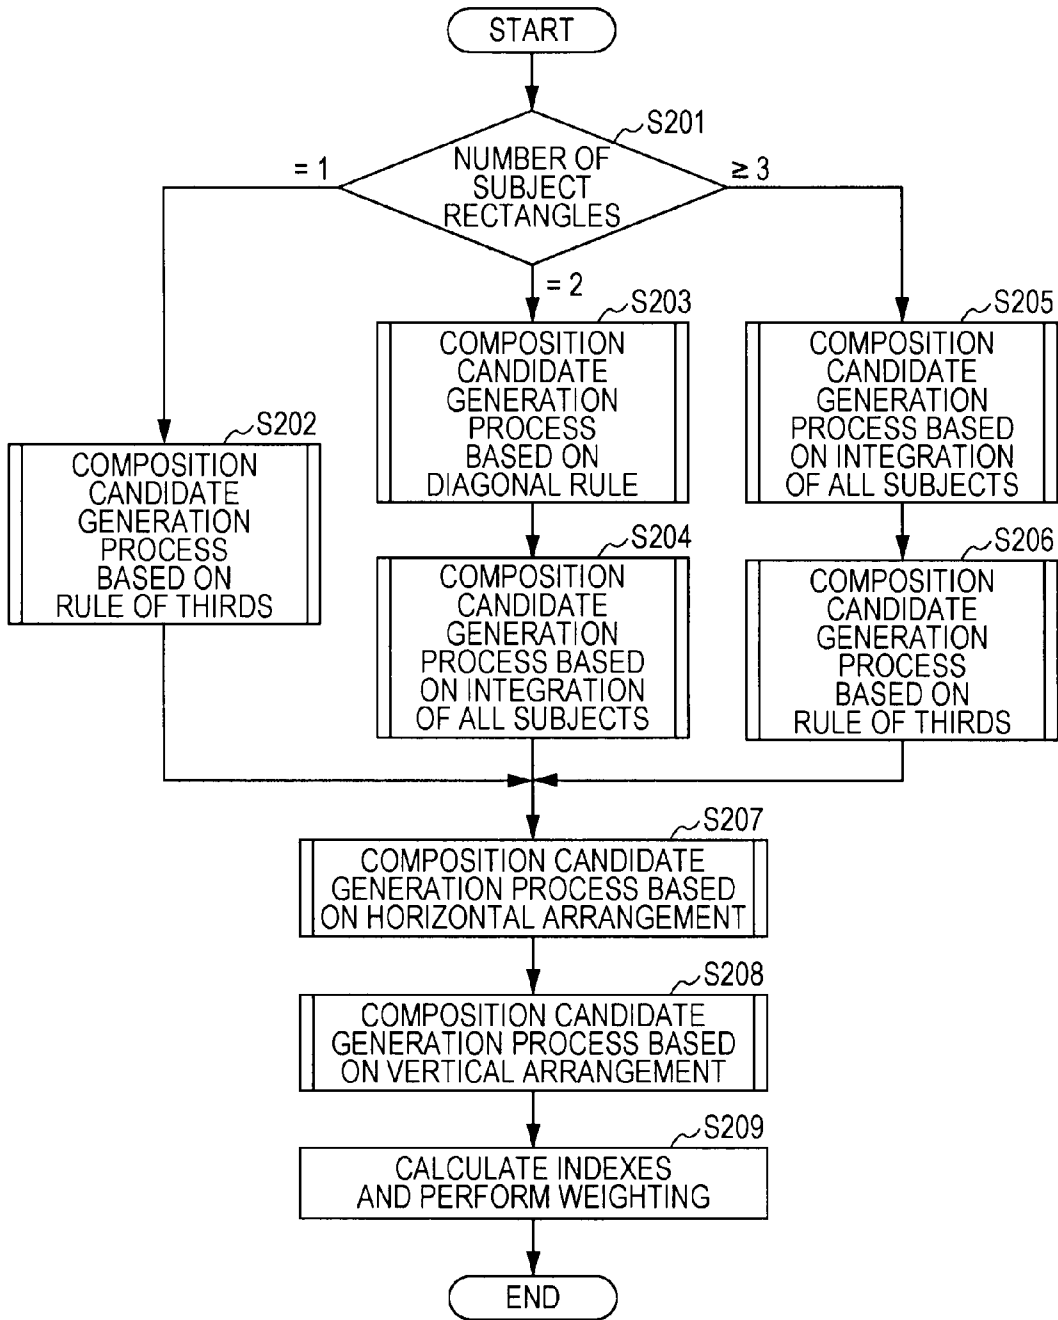 START
S201
NUMBER OF
SUBJECT
RECTANGLES
= 1
≥ 3
= 2
S202
COMPOSITION
CANDIDATE
GENERATION
PROCESS
BASED ON
RULE OF THIRDS
S203
COMPOSITION
CANDIDATE
GENERATION
PROCESS
BASED ON
DIAGONAL RULE
S204
COMPOSITION
CANDIDATE
GENERATION
PROCESS BASED
ON INTEGRATION
OF ALL SUBJECTS
S205
COMPOSITION
CANDIDATE
GENERATION
PROCESS BASED
ON INTEGRATION
OF ALL SUBJECTS
S206
COMPOSITION
CANDIDATE
GENERATION
PROCESS
BASED ON
RULE OF THIRDS
S207
COMPOSITION CANDIDATE
GENERATION PROCESS BASED
ON HORIZONTAL ARRANGEMENT
S208
COMPOSITION CANDIDATE
GENERATION PROCESS BASED
ON VERTICAL ARRANGEMENT
S209
CALCULATE INDEXES
AND PERFORM WEIGHTING
END